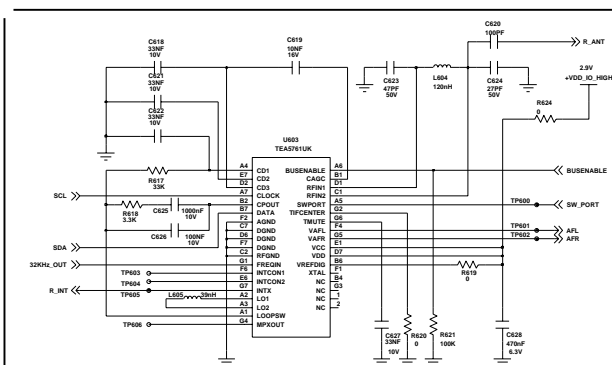 C618
33NF
10V
C621
33NF
10V
C622
33NF
10V
C619
10NF
16V
C620
100PF
R_ANT
C623
47PF
50V
L604
120nH
C624
27PF
50V
2.9V
+VDD_IO_HIGH
R624
0
U603
TEA5761UK
R617
33K
SCL
R618
3.3K
C625
1000nF
10V
C626
100NF
10V
SDA
32KHz_OUT
TP603
TP604
R_INT
TP605
L605
39nH
TP606
A4 CD1
E7 CD2
D2 CD3
A7 CLOCK
B2 CPOUT
B7 DATA
F2 AGND
C7 DGND
D6 DGND
F7 DGND
C2 RFGND
G1 FREQIN
F6 INTCON1
E6 INTCON2
G7 INTX
A2 LO1
A3 LO2
A1 LOOPSW
G4 MPXOUT
BUSENABLE A6
CAGC B1
RFIN1 D1
RFIN2 C1
SWPORT A5
TIFCENTER G2
TMUTE G6
VAFL F4
VAFR G5
VCC E1
VDD D7
VREFDIG B6
XTAL F1
NC B4
NC G3
NC 1
NC 2
BUSENABLE
TP600
SW_PORT
TP601
AFL
TP602
AFR
R619
0
C627
33NF
10V
R620
0
R621
100K
C628
470nF
6.3V